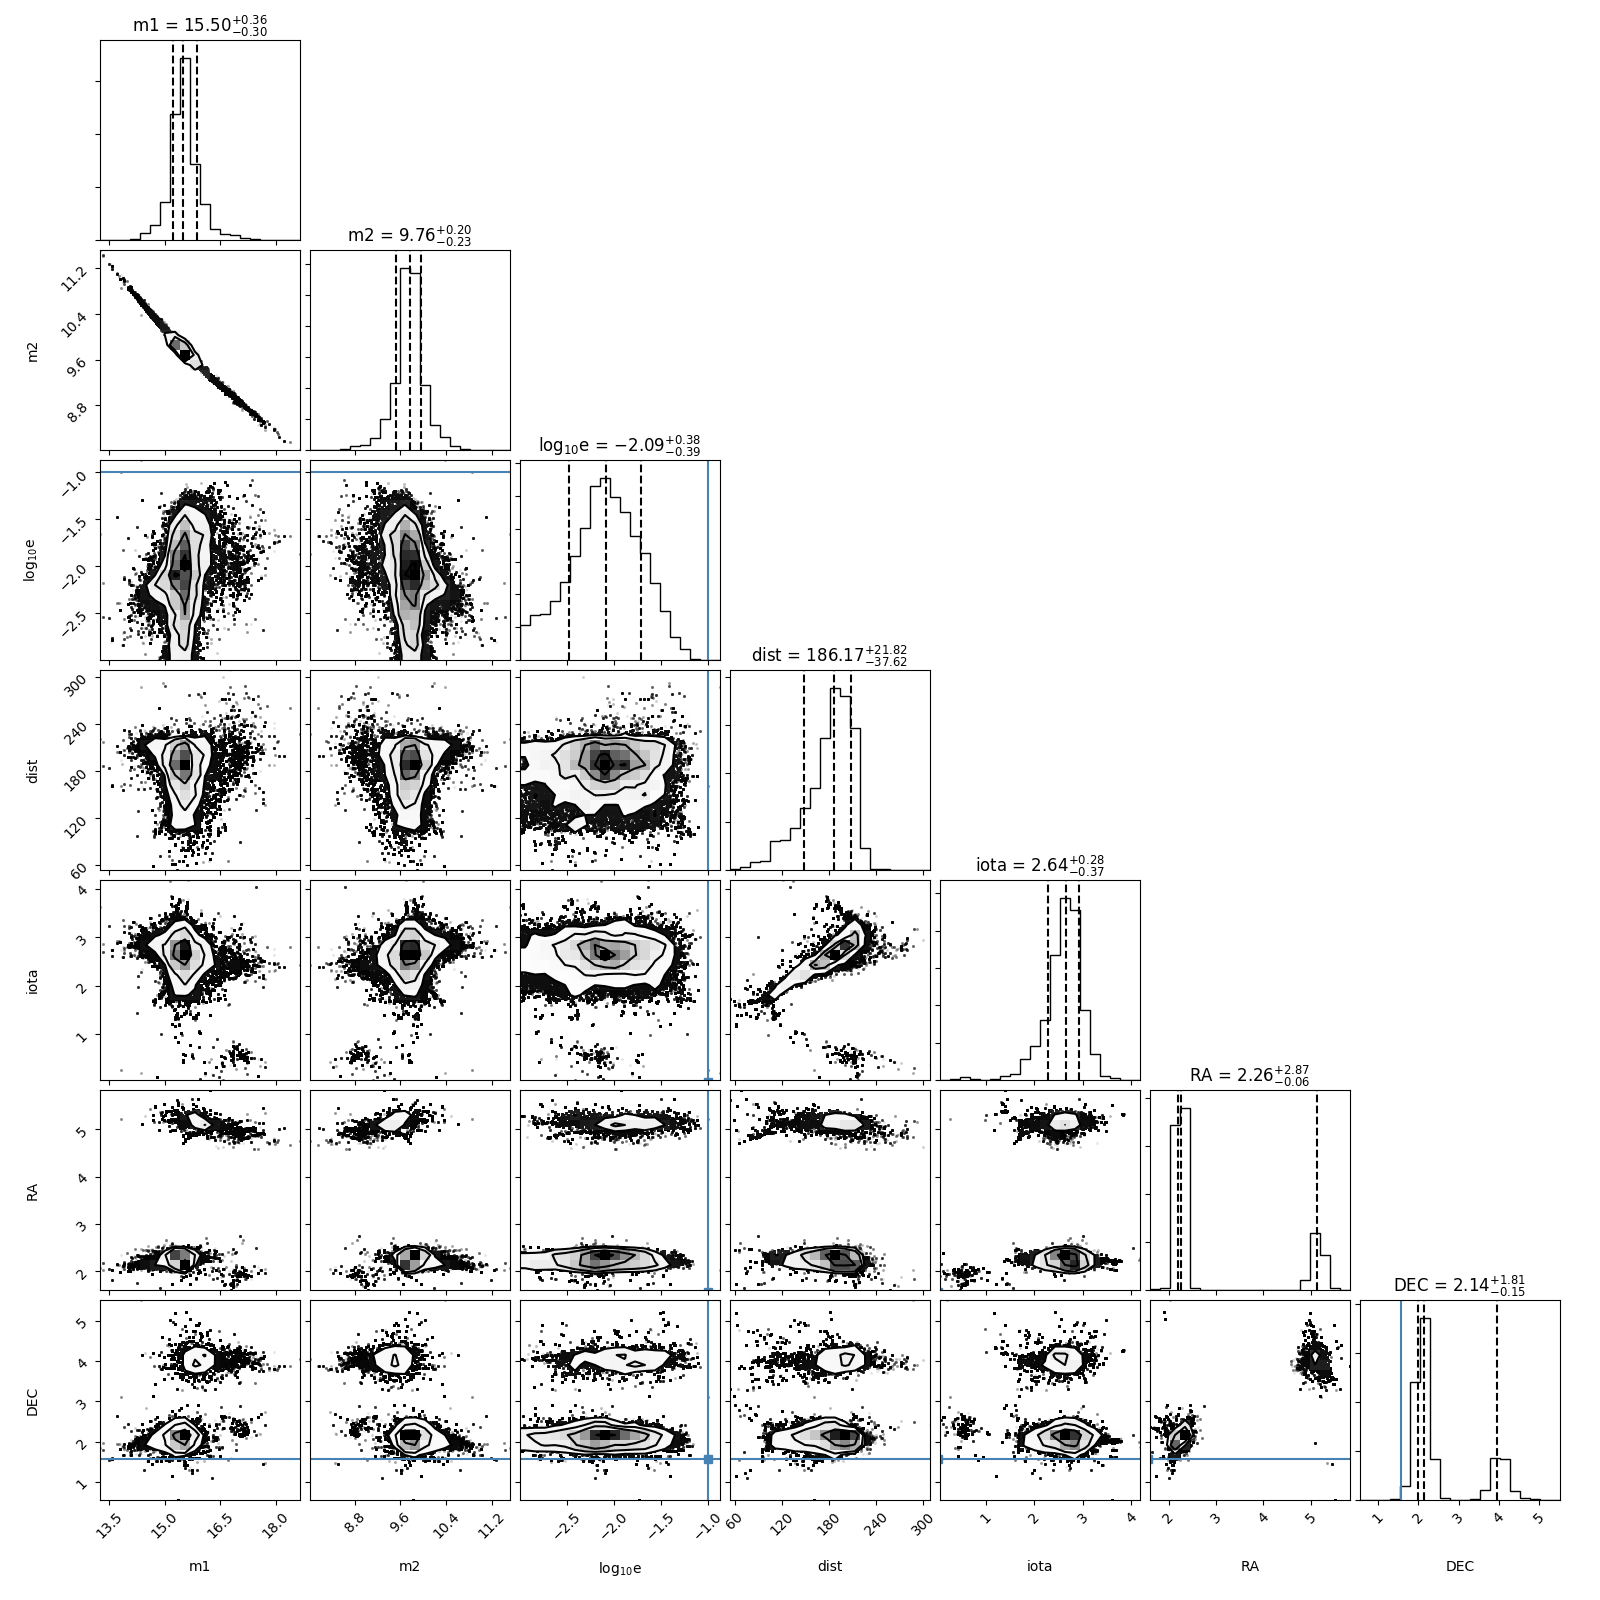 m1 = 15.50+0.36 −0.30
m2 = 9.76+0.20 −0.23
m2
11.2
10.4
9.6
8.8
log10e = −2.09+0.38 −0.39
log10e
−1.0
−1.5
−2.0
−2.5
dist = 186.17+21.82 −37.62
dist
300
240
180
120
60
iota = 2.64+0.28 −0.37
iota
4
3
2
1
RA = 2.26+2.87 −0.06
RA
5
4
3
2
DEC = 2.14+1.81 −0.15
DEC
5
4
3
2
1
13.5 15.0 16.5 18.0 8.8 9.6 10.4 11.2 −2.5 −2.0 −1.5 −1.0 60 120 180 240 300 1 2 3 4 2 3 4 5 1 2 3 4 5
m1 m2 log10e dist iota RA DEC